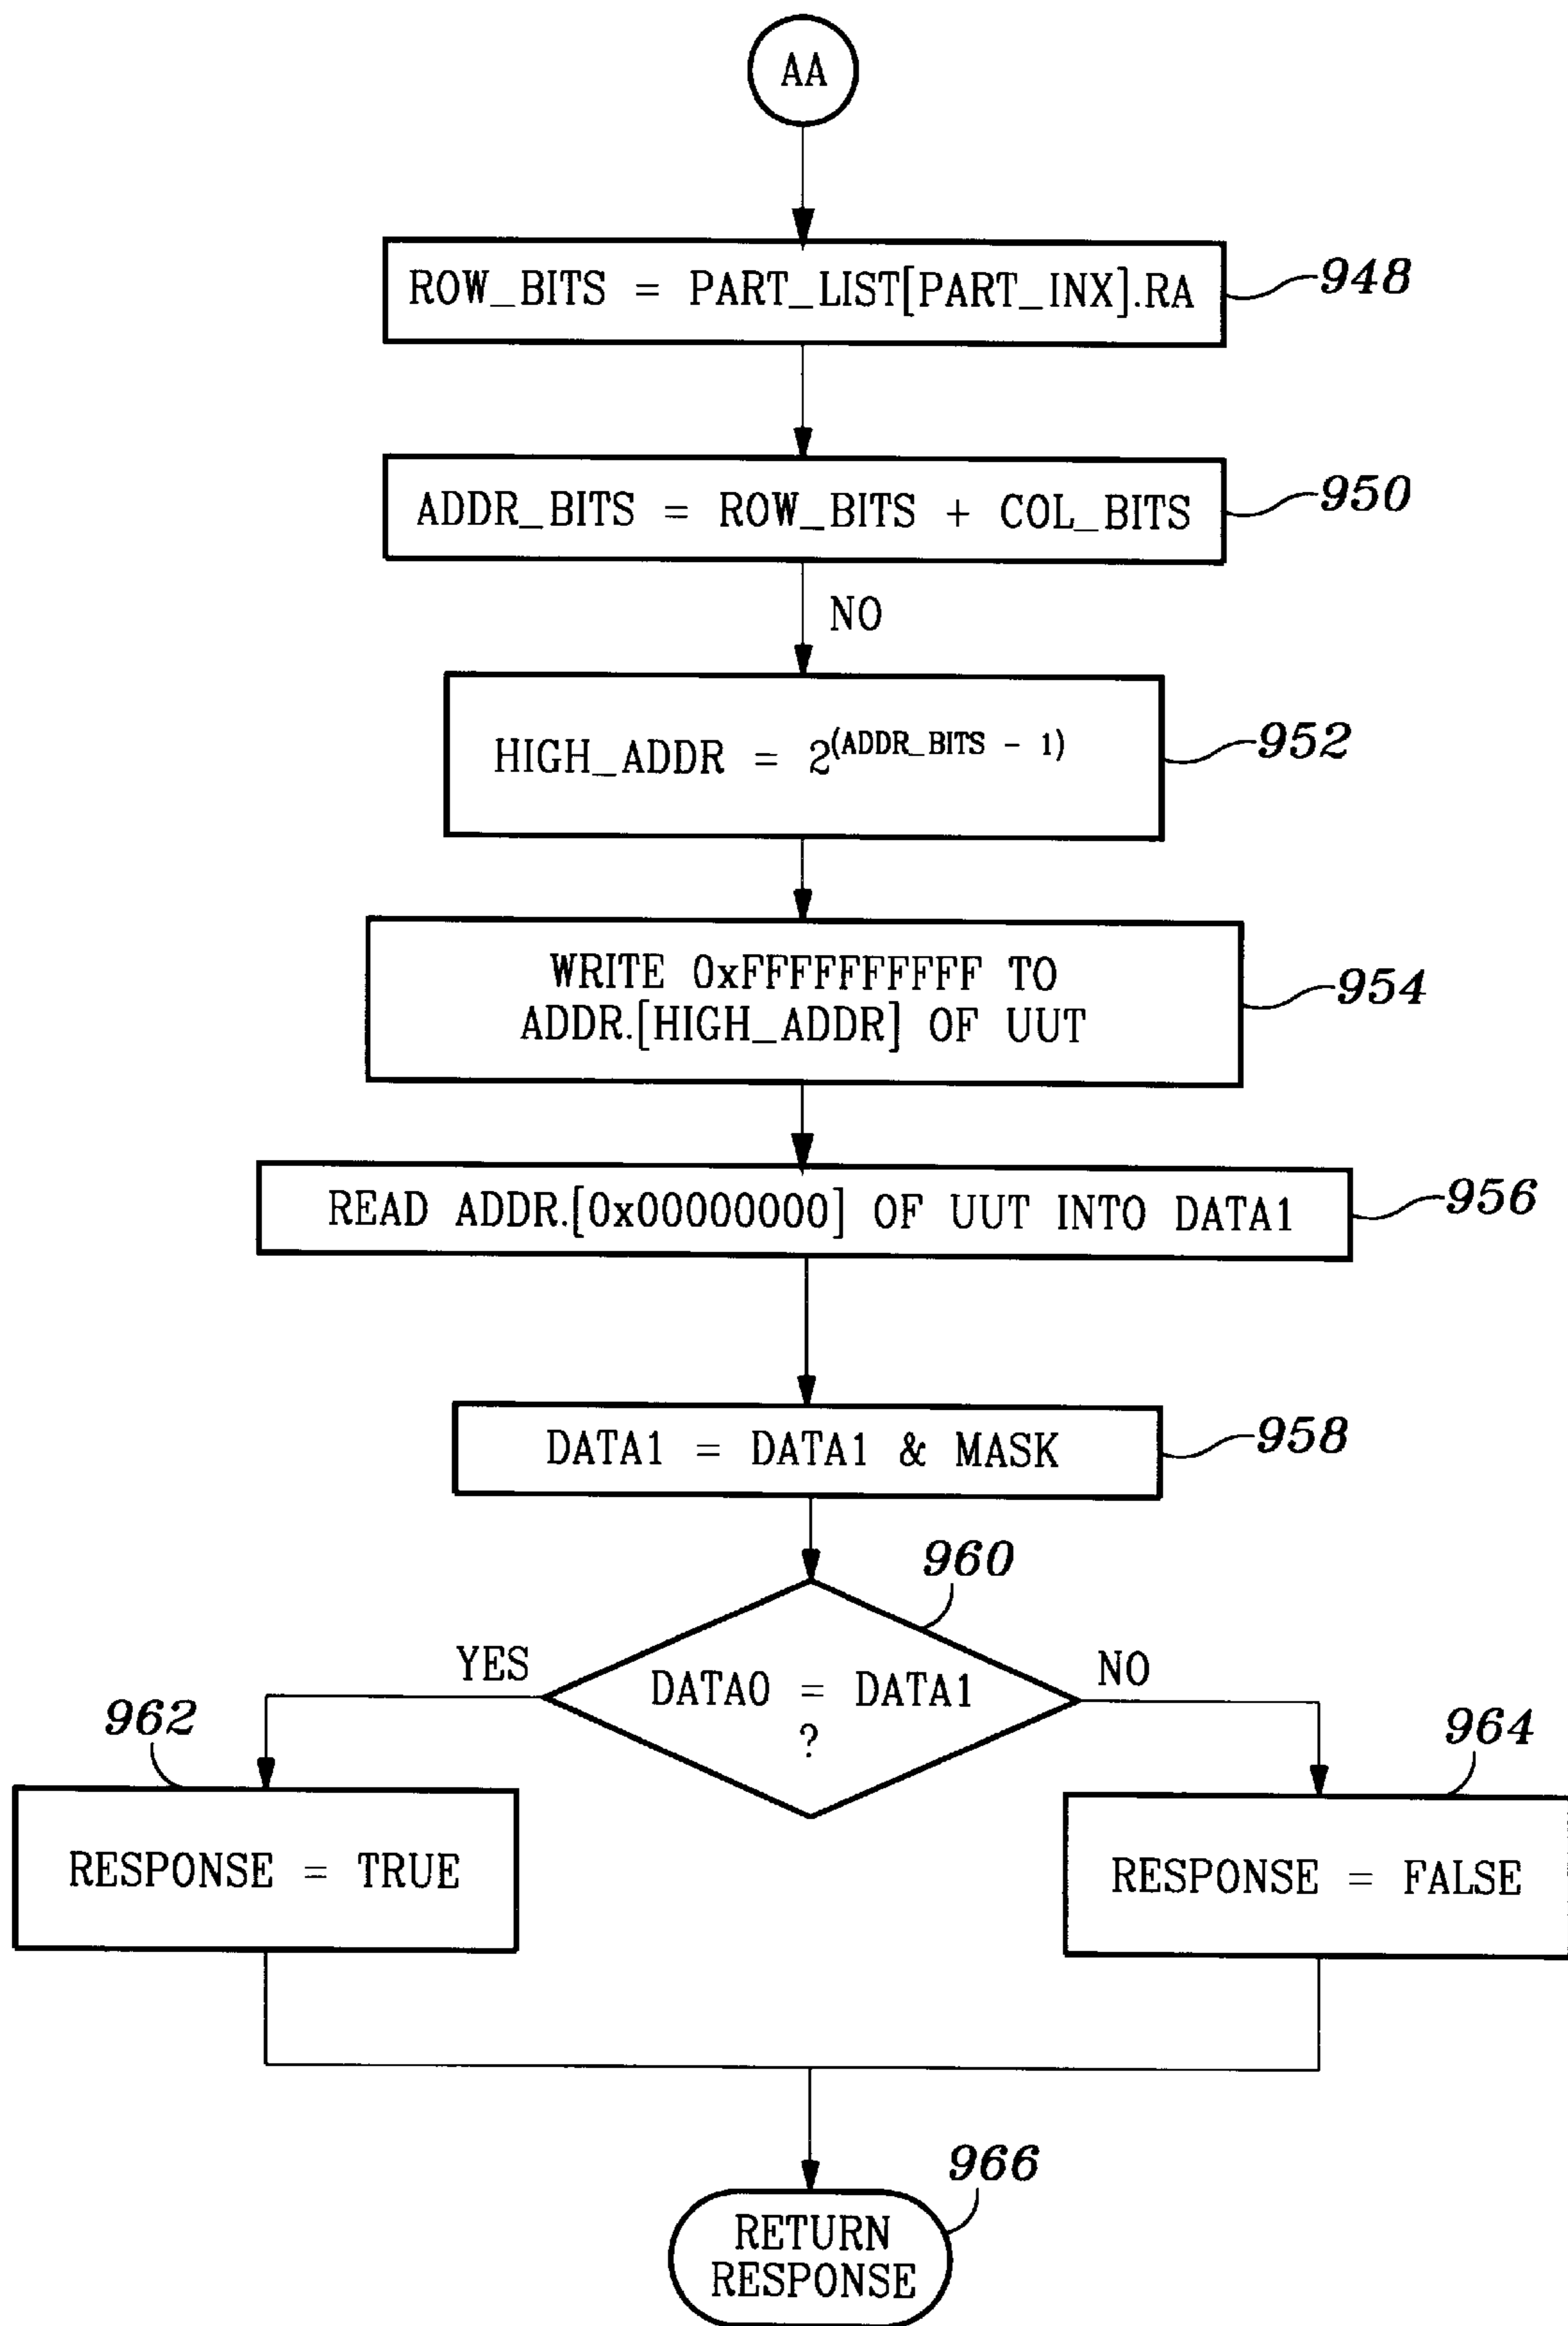 AA
ROW_BITS = PART_LIST[PART_INX].RA
948
ADDR_BITS = ROW_BITS + COL_BITS
950
NO
HIGH_ADDR = 2^(ADDR_BITS - 1)
952
WRITE 0xFFFFFFFFFF TO
ADDR.[HIGH_ADDR] OF UUT
954
READ ADDR.[0x00000000] OF UUT INTO DATA1
956
DATA1 = DATA1 & MASK
958
960
YES
DATA0 = DATA1
?
NO
962
964
RESPONSE = TRUE
RESPONSE = FALSE
966
RETURN
RESPONSE